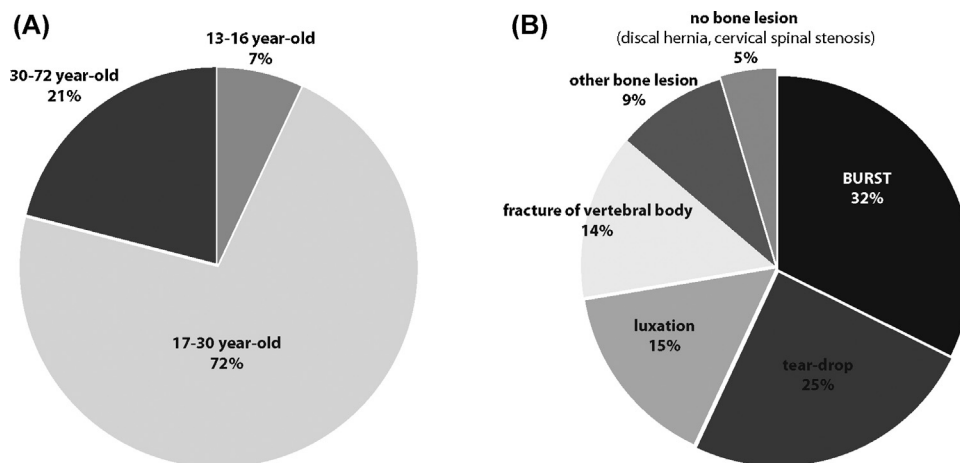 (A)
13-16 year-old
7%
30-72 year-old
21%
17-30 year-old
72%
(B)
no bone lesion
(discal hernia, cervical spinal stenosis)
5%
other bone lesion
9%
BURST
32%
fracture of vertebral body
14%
luxation
15%
tear-drop
25%